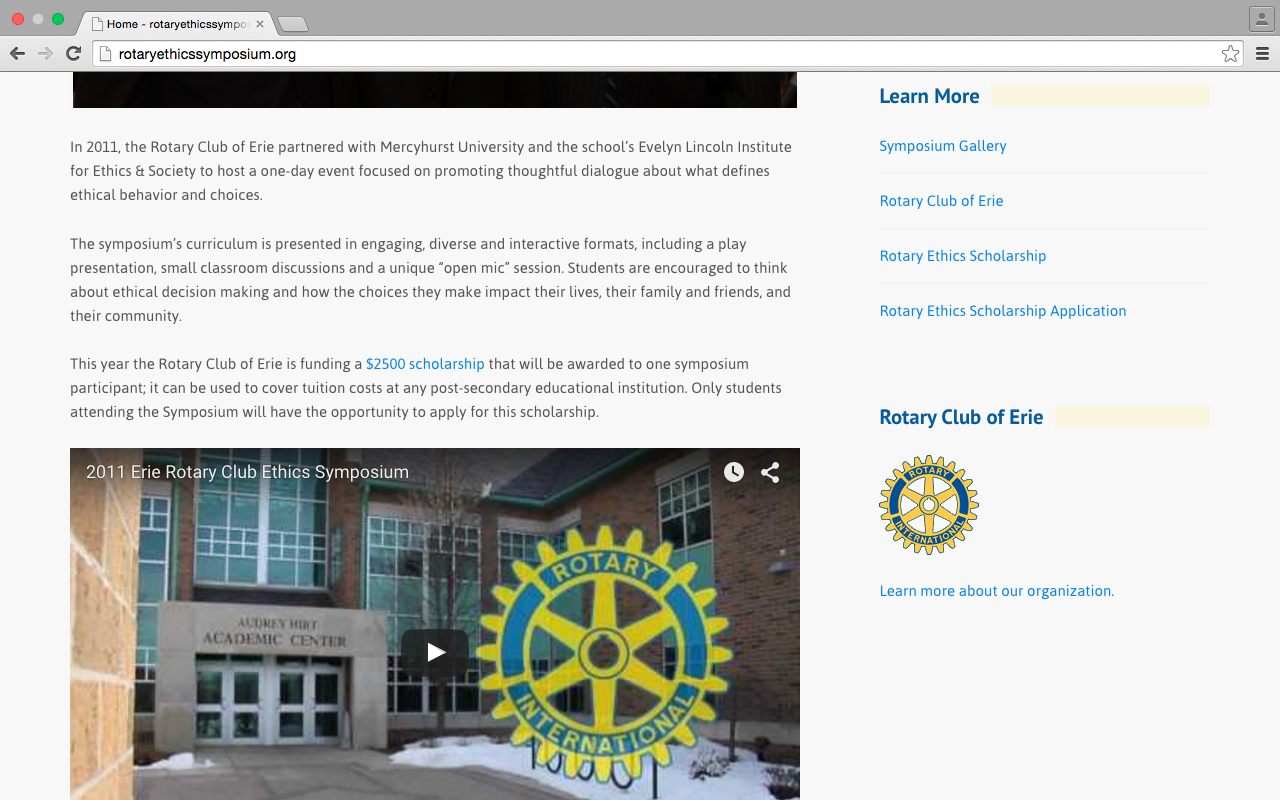 Home - rotaryethicssympo
rotaryethicssymposium.org
In 2011, the Rotary Club of Erie partnered with Mercyhurst University and the school’s Evelyn Lincoln Institute
for Ethics & Society to host a one-day event focused on promoting thoughtful dialogue about what defines
ethical behavior and choices.
The symposium’s curriculum is presented in engaging, diverse and interactive formats, including a play
presentation, small classroom discussions and a unique “open mic” session. Students are encouraged to think
about ethical decision making and how the choices they make impact their lives, their family and friends, and
their community.
This year the Rotary Club of Erie is funding a $2500 scholarship that will be awarded to one symposium
participant; it can be used to cover tuition costs at any post-secondary educational institution. Only students
attending the Symposium will have the opportunity to apply for this scholarship.
2011 Erie Rotary Club Ethics Symposium
AUDREY HIRT
ACADEMIC CENTER
ROTARY
INTERNATIONAL
Learn More
Symposium Gallery
Rotary Club of Erie
Rotary Ethics Scholarship
Rotary Ethics Scholarship Application
Rotary Club of Erie
ROTARY
INTERNATIONAL
Learn more about our organization.